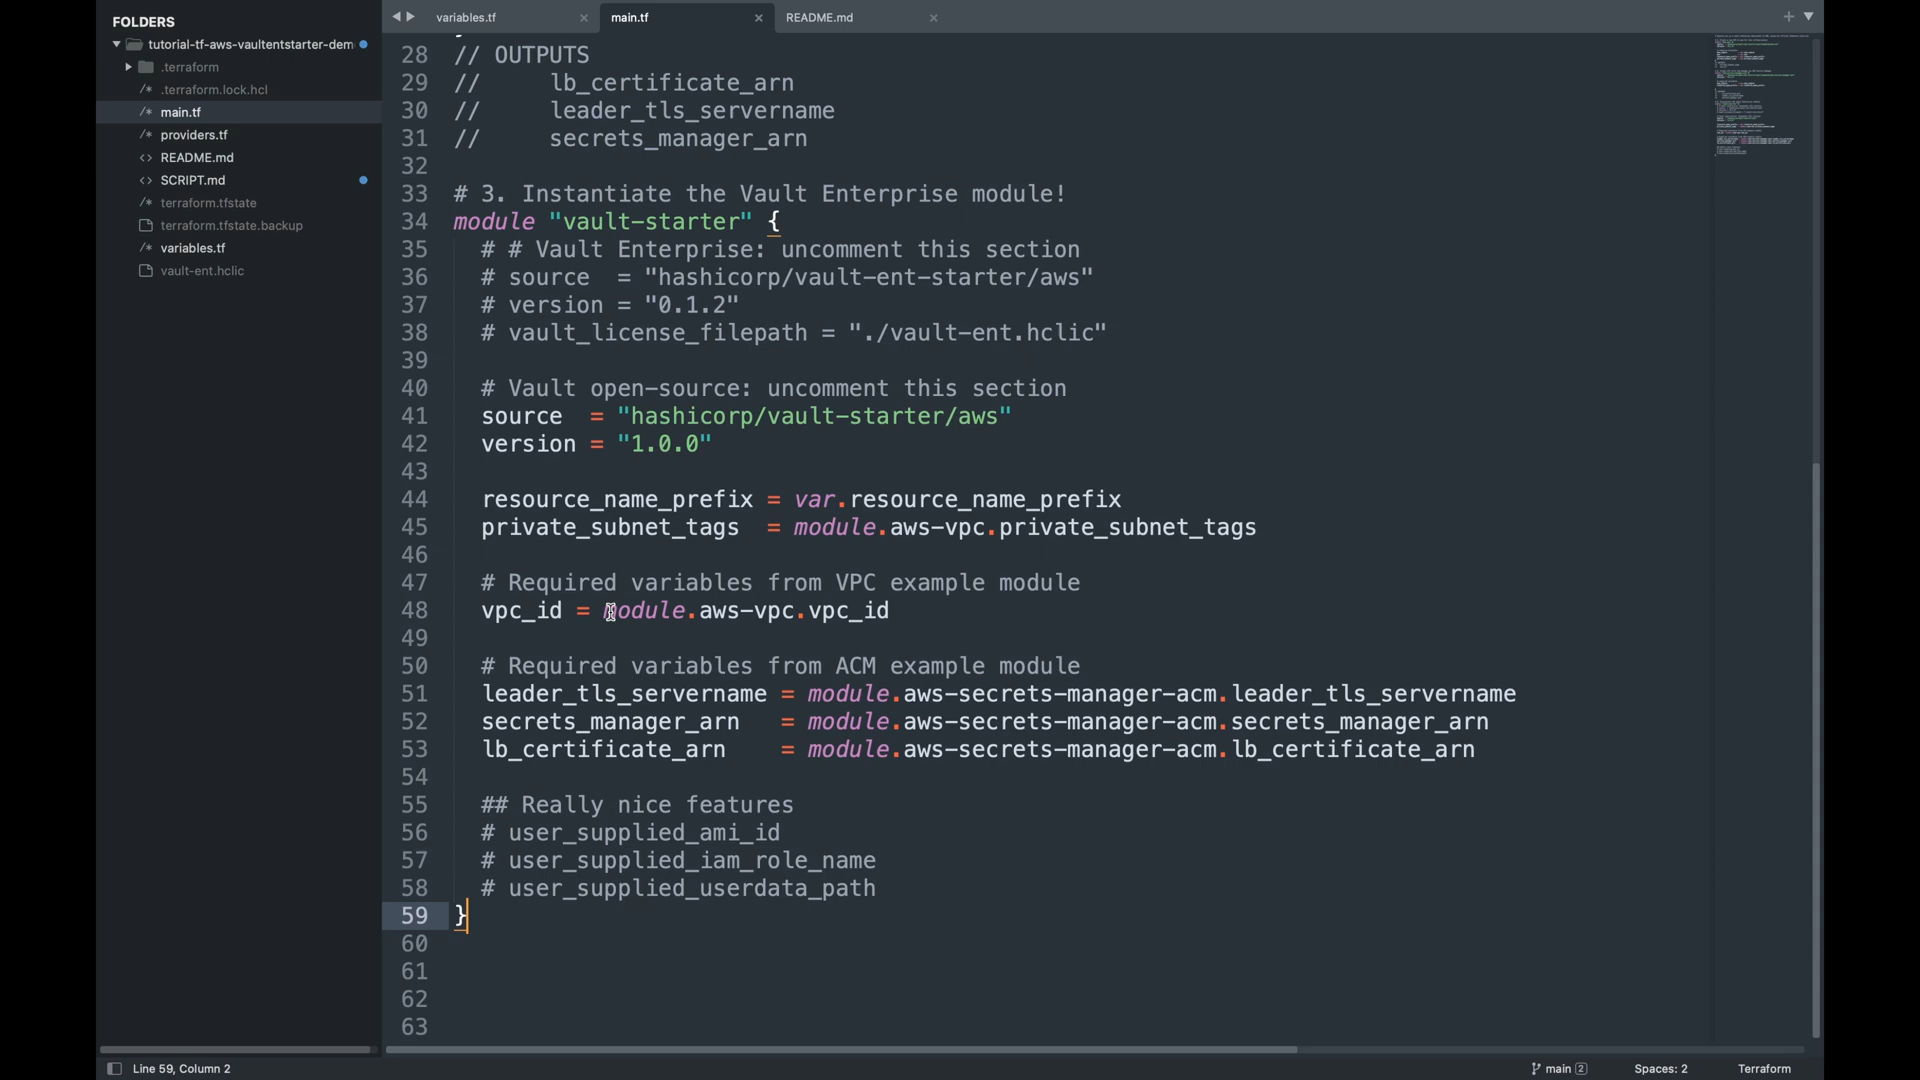 FOLDERS
tutorial-tf-aws-vaultentstarter-dem
.terraform
.terraform.lock.hcl
main.tf
providers.tf
README.md
SCRIPT.md
terraform.tfstate
terraform.tfstate.backup
variables.tf
vault-ent.hclic
variables.tf
main.tf
README.md
28 // OUTPUTS
29 //     lb_certificate_arn
30 //     leader_tls_servername
31 //     secrets_manager_arn
32
33 # 3. Instantiate the Vault Enterprise module!
34 module "vault-starter" {
35   # # Vault Enterprise: uncomment this section
36   # source  = "hashicorp/vault-ent-starter/aws"
37   # version = "0.1.2"
38   # vault_license_filepath = "./vault-ent.hclic"
39
40   # Vault open-source: uncomment this section
41   source  = "hashicorp/vault-starter/aws"
42   version = "1.0.0"
43
44   resource_name_prefix = var.resource_name_prefix
45   private_subnet_tags  = module.aws-vpc.private_subnet_tags
46
47   # Required variables from VPC example module
48   vpc_id = module.aws-vpc.vpc_id
49
50   # Required variables from ACM example module
51   leader_tls_servername = module.aws-secrets-manager-acm.leader_tls_servername
52   secrets_manager_arn   = module.aws-secrets-manager-acm.secrets_manager_arn
53   lb_certificate_arn    = module.aws-secrets-manager-acm.lb_certificate_arn
54
55   ## Really nice features
56   # user_supplied_ami_id
57   # user_supplied_iam_role_name
58   # user_supplied_userdata_path
59 }
60
61
62
63
Line 59, Column 2
main 2
Spaces: 2
Terraform